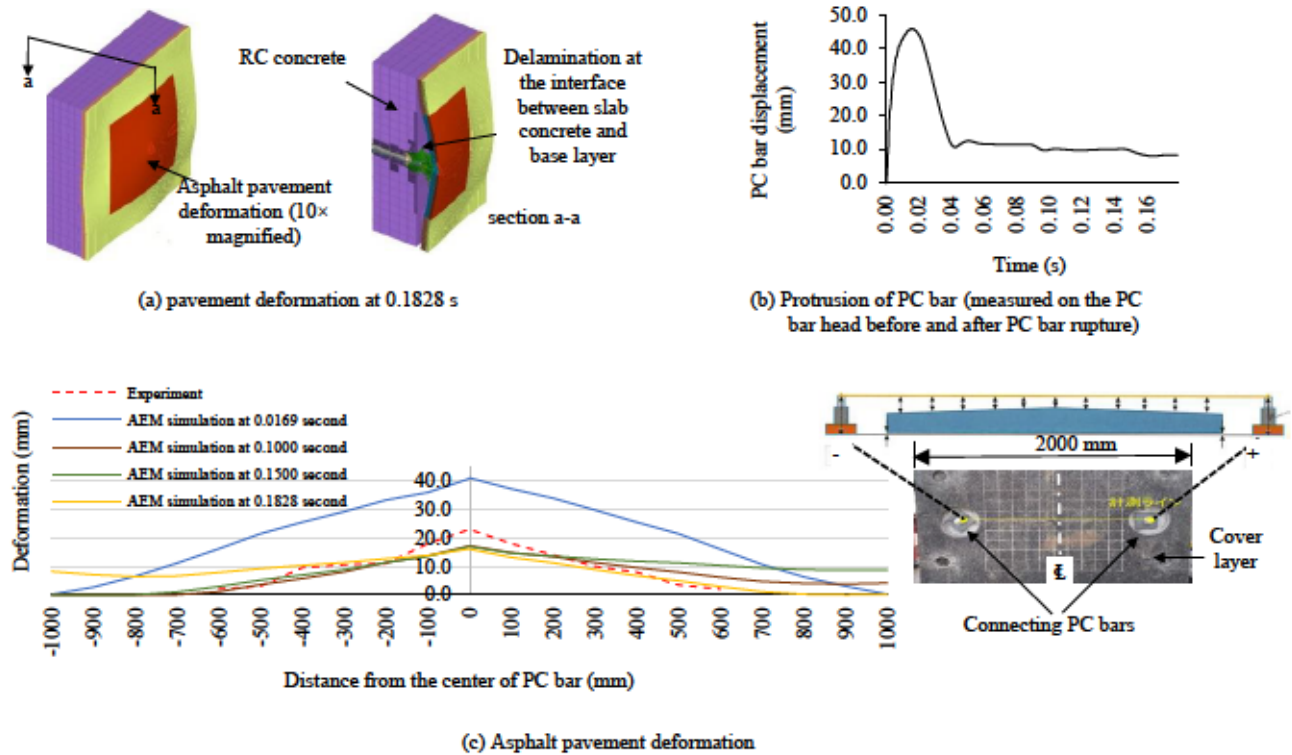 a
a
RC concrete
Delamination at
the interface
between slab
concrete and
base layer
Asphalt pavement
deformation (10×
magnified)
section a-a
(a) pavement deformation at 0.1828 s
PC bar displacement
(mm)
50.0
40.0
30.0
20.0
10.0
0.0
0.00
0.02
0.04
0.06
0.08
0.10
0.12
0.14
0.16
Time (s)
(b) Protrusion of PC bar (measured on the PC
bar head before and after PC bar rupture)
Deformation (mm)
Experiment
AEM simulation at 0.0169 second
AEM simulation at 0.1000 second
AEM simulation at 0.1500 second
AEM simulation at 0.1828 second
40.0
30.0
20.0
10.0
0.0
-1000
-900
-800
-700
-600
-500
-400
-300
-200
-100
0
100
200
300
400
500
600
700
800
900
1000
Distance from the center of PC bar (mm)
2000 mm
-
+
計測ライン
℄
Cover
layer
Connecting PC bars
(c) Asphalt pavement deformation